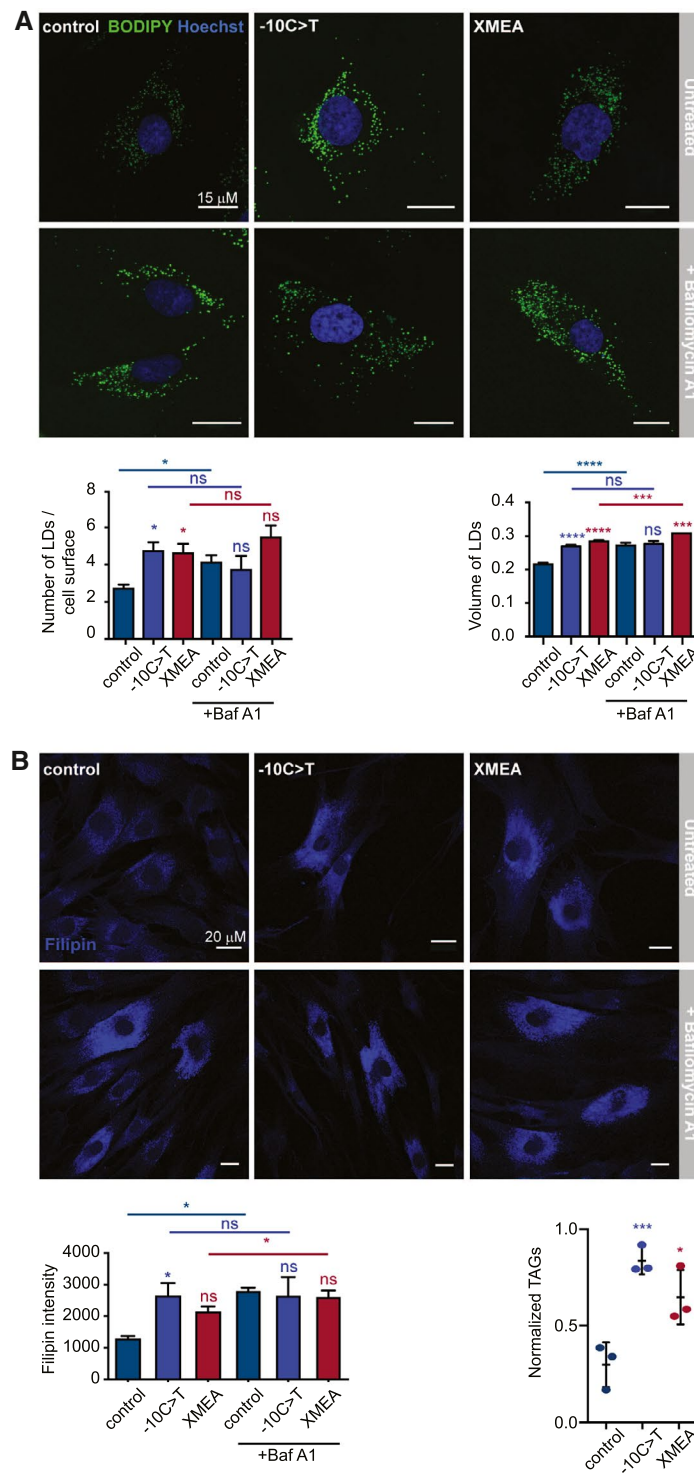 A
control BODIPY Hoechst
-10C>T
XMEA
Untreated
15 μM
+ Bafilomycin A1
*
ns
ns
Number of LDs /
cell surface
8
6
4
2
0
*
*
ns
ns
control
-10C>T
XMEA
control
-10C>T
XMEA
+Baf A1
****
ns
***
Volume of LDs
0.4
0.3
0.2
0.1
0.0
****
****
ns
***
control
-10C>T
XMEA
control
-10C>T
XMEA
+Baf A1
B
control
-10C>T
XMEA
Untreated
Filipin
20 μM
+ Bafilomycin A1
*
ns
*
Filipin intensity
4000
3000
2000
1000
0
*
ns
ns
ns
control
-10C>T
XMEA
control
-10C>T
XMEA
+Baf A1
Normalized TAGs
1.0
0.5
0.0
***
*
control
-10C>T
XMEA